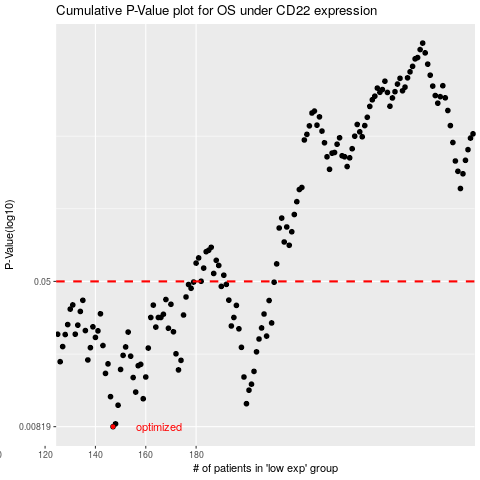 Cumulative P-Value plot for OS under CD22 expression
P-Value(log10)
0.05
0.00819
optimized
0 120 140 160 180
# of patients in 'low exp' group